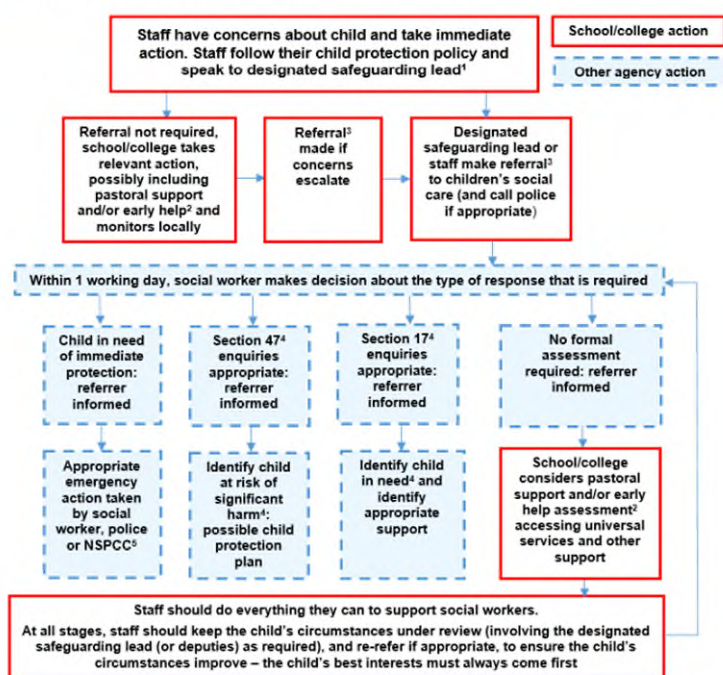 Staff have concerns about child and take immediate
action. Staff follow their child protection policy and
speak to designated safeguarding lead¹
School/college action
Other agency action
Referral not required,
school/college takes
relevant action,
possibly including
pastoral support
and/or early help² and
monitors locally
Referral³
made if
concerns
escalate
Designated
safeguarding lead or
staff make referral³
to children's social
care (and call police
if appropriate)
Within 1 working day, social worker makes decision about the type of response that is required
Child in need
of immediate
protection:
referrer
informed
Section 47⁴
enquiries
appropriate:
referrer
informed
Section 17⁴
enquiries
appropriate:
referrer
informed
No formal
assessment
required: referrer
informed
Appropriate
emergency
action taken
by social
worker, police
or NSPCC⁵
Identify child
at risk of
significant
harm⁴:
possible child
protection
plan
Identify child
in need⁴ and
identify
appropriate
support
School/college
considers pastoral
support and/or early
help assessment²
accessing universal
services and other
support
Staff should do everything they can to support social workers.
At all stages, staff should keep the child's circumstances under review (involving the designated
safeguarding lead (or deputies) as required), and re-refer if appropriate, to ensure the child's
circumstances improve – the child's best interests must always come first